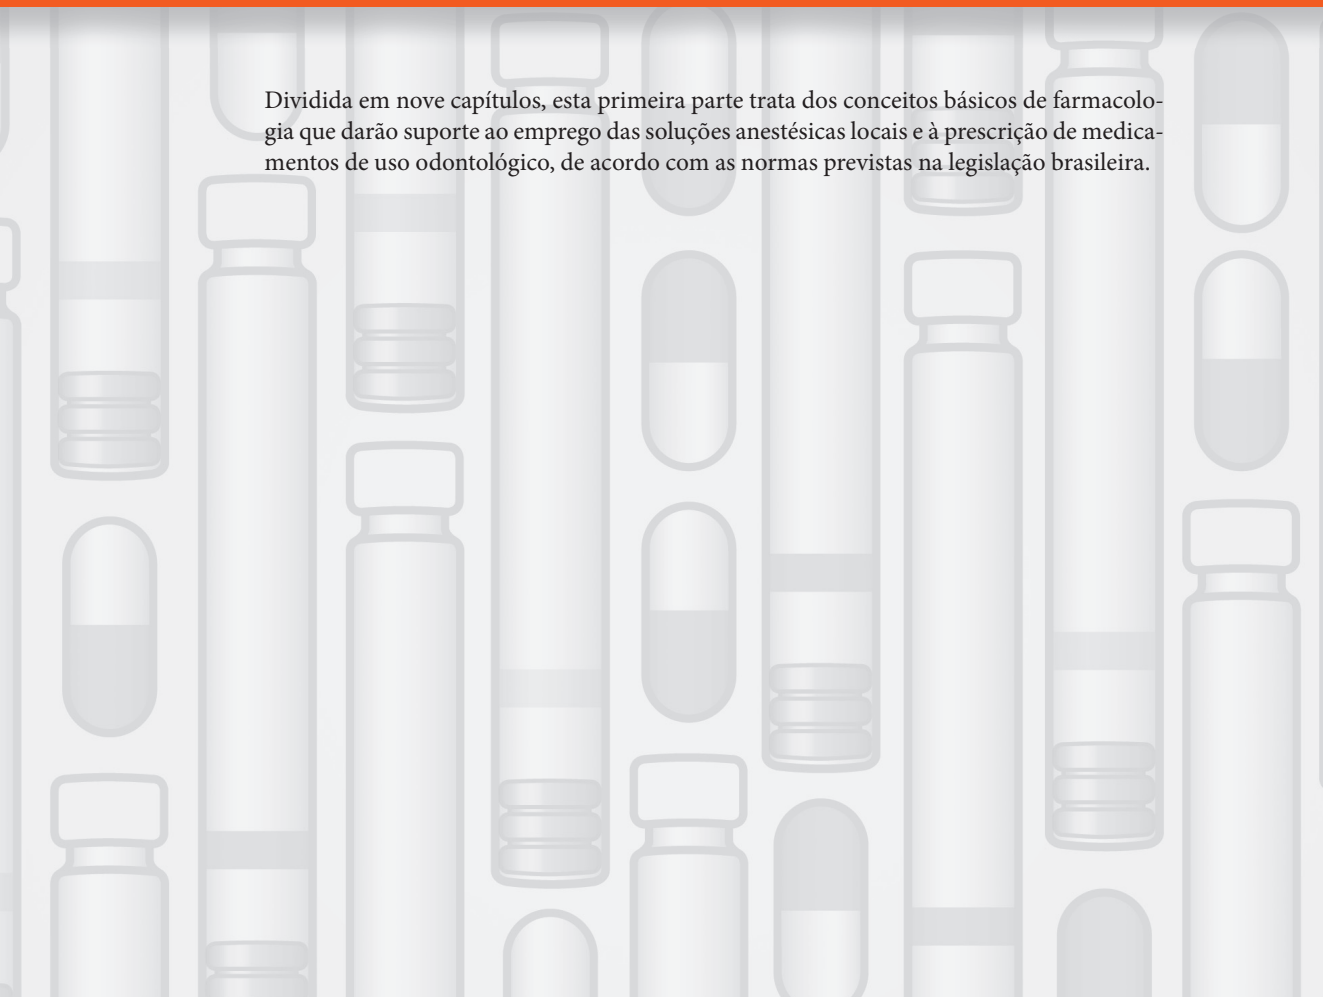 Dividida em nove capítulos, esta primeira parte trata dos conceitos básicos de farmacolo-
gia que darão suporte ao emprego das soluções anestésicas locais e à prescrição de medica-
mentos de uso odontológico, de acordo com as normas previstas na legislação brasileira.